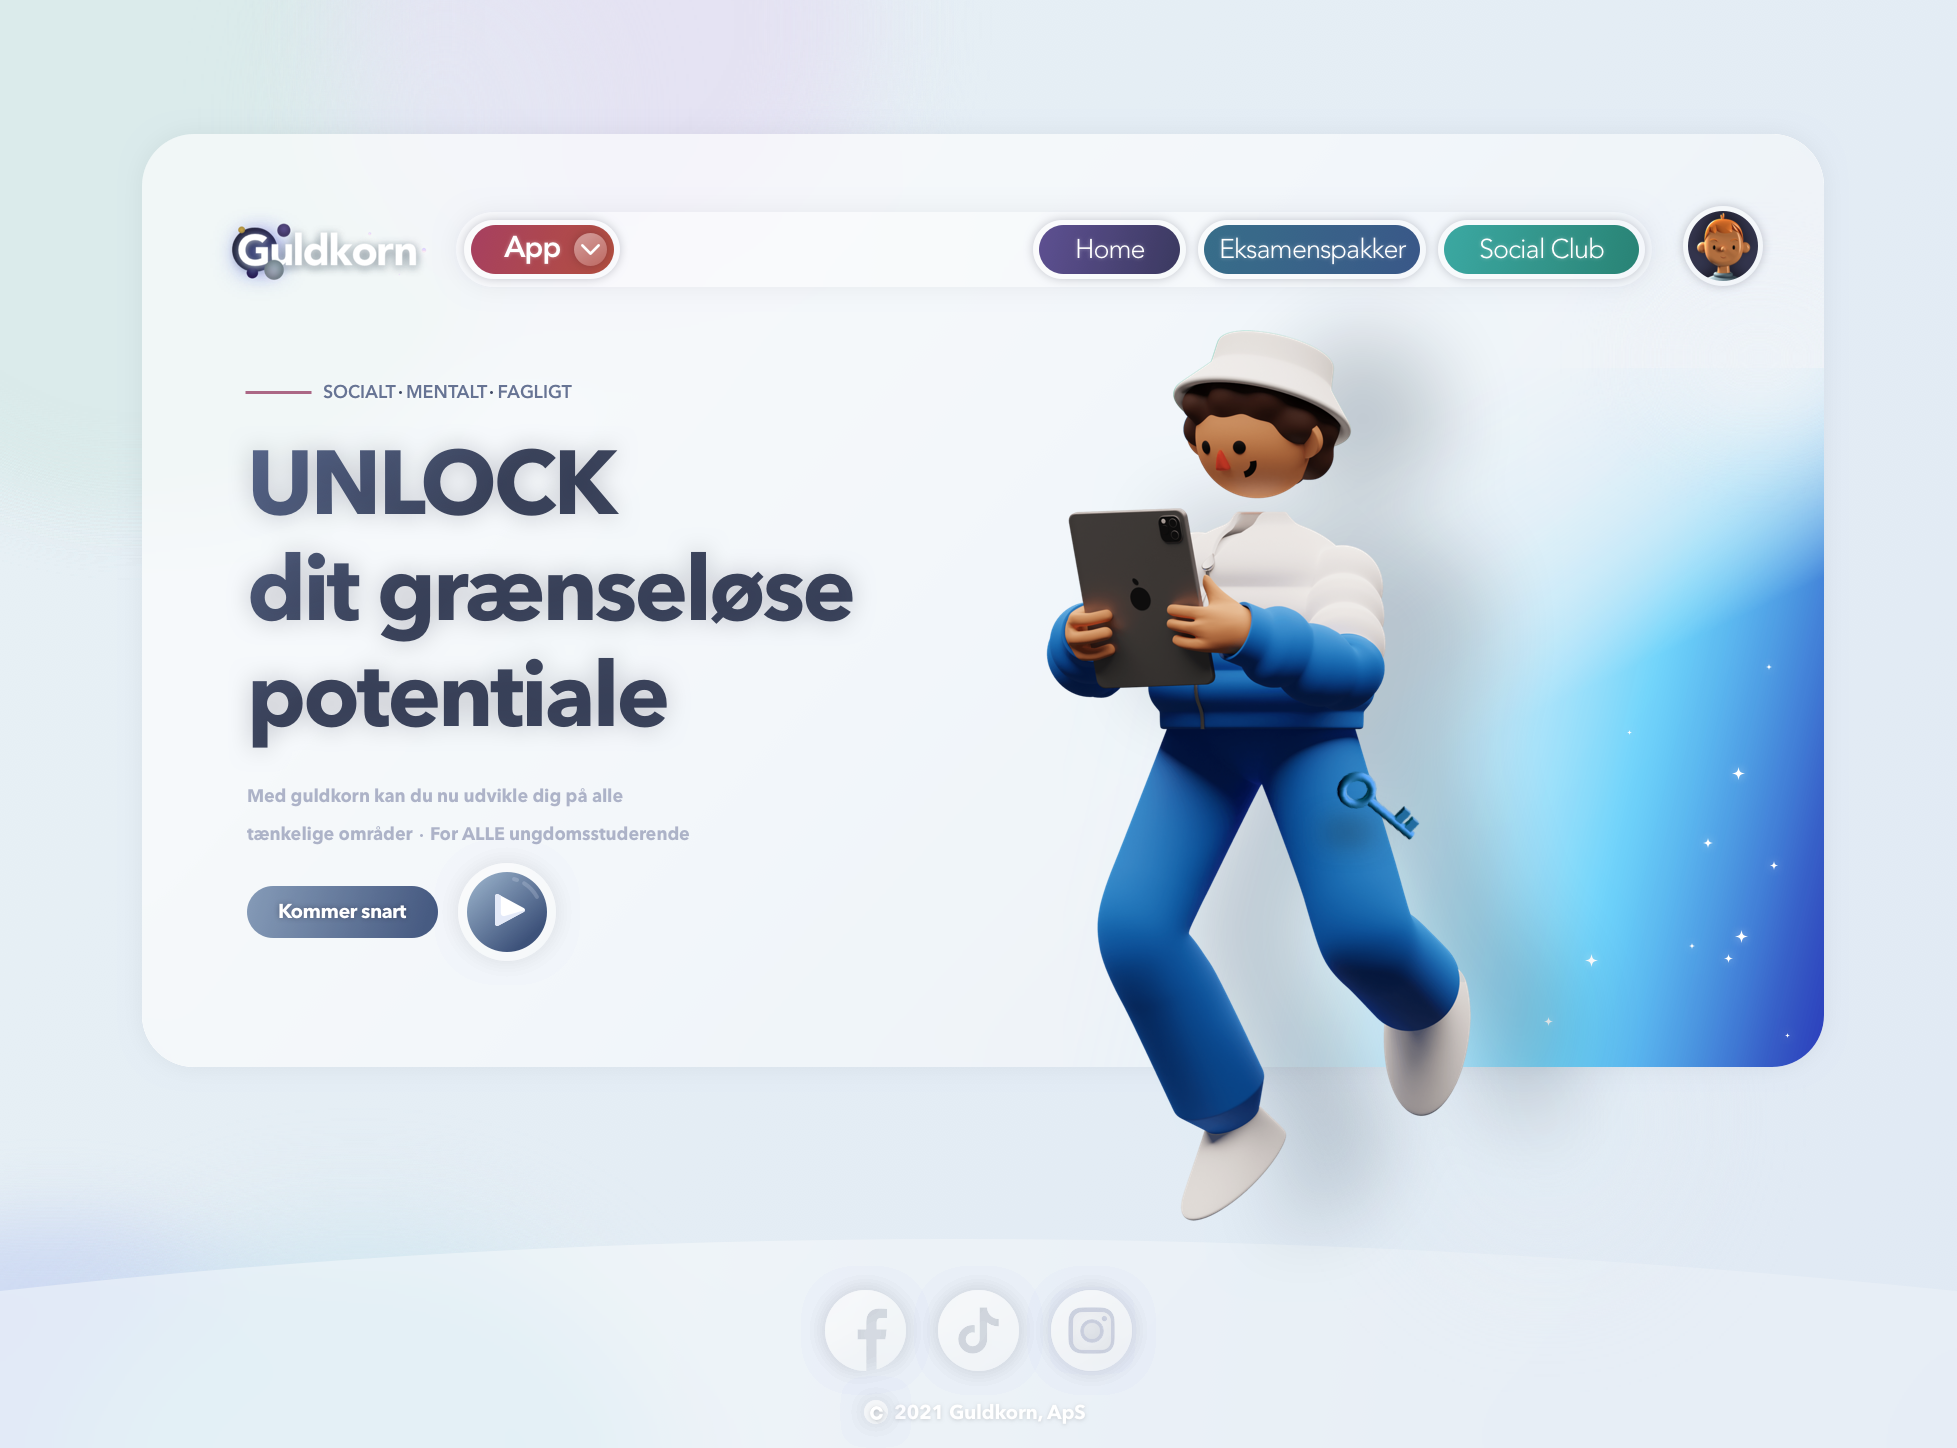 Guldkorn
App
Home
Eksamenspakker
Social Club
SOCIALT · MENTALT · FAGLIGT
UNLOCK
dit grænseløse
potentiale
Med guldkorn kan du nu udvikle dig på alle
tænkelige områder · For ALLE ungdomsstuderende
Kommer snart
© 2021 Guldkorn, ApS